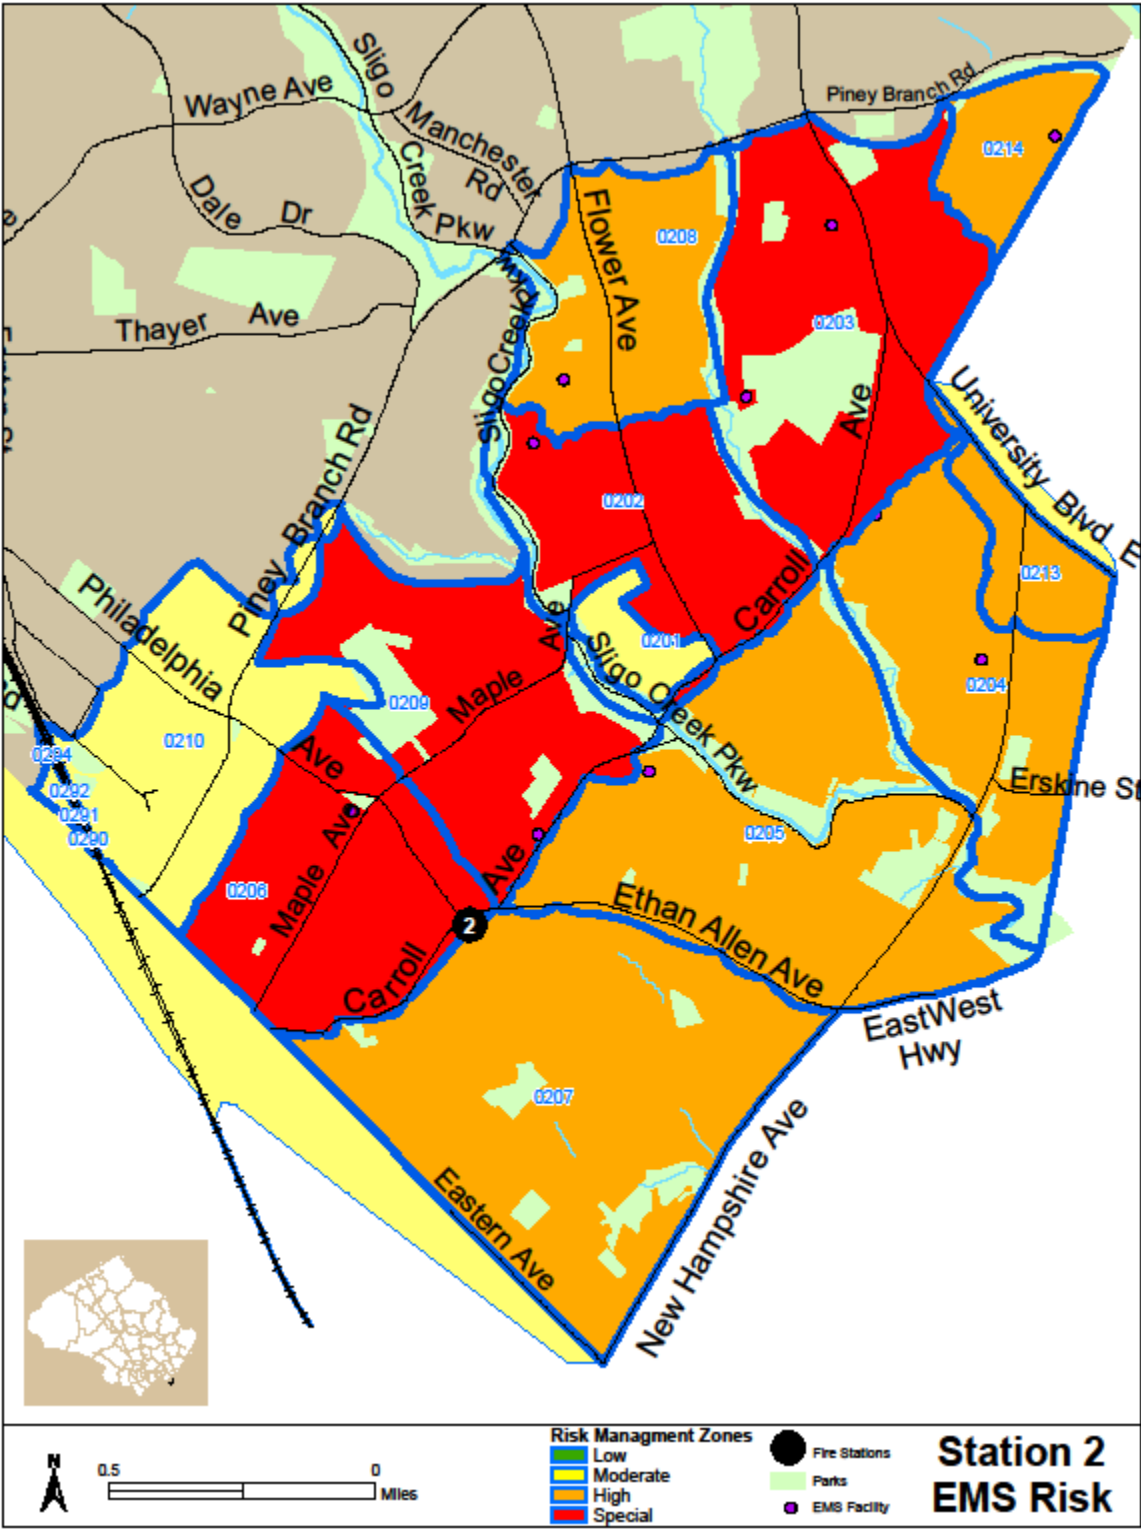 Sligo
Wayne Ave
Piney Branch Rd
Manchester
Rd
Creek Pkw
0214
Dale
Dr
Flower Ave
0208
Pkw
Thayer Ave
0203
SligoCreek
University Blvd E
Ave
Piney Branch Rd
0202
Philadelphia
Carroll
0213
Ave
0201
Sligo Creek Pkw
Maple
0204
0209
0210
Ave
0294
0292
0291
0290
Erskine St
Maple Ave
0205
0206
Ave
Ethan Allen Ave
2
Carroll
EastWest
Hwy
0207
New Hampshire Ave
Eastern Ave
N
0.5 0
Miles
Risk Managment Zones
Low
Moderate
High
Special
Fire Stations
Parks
EMS Facility
Station 2
EMS Risk